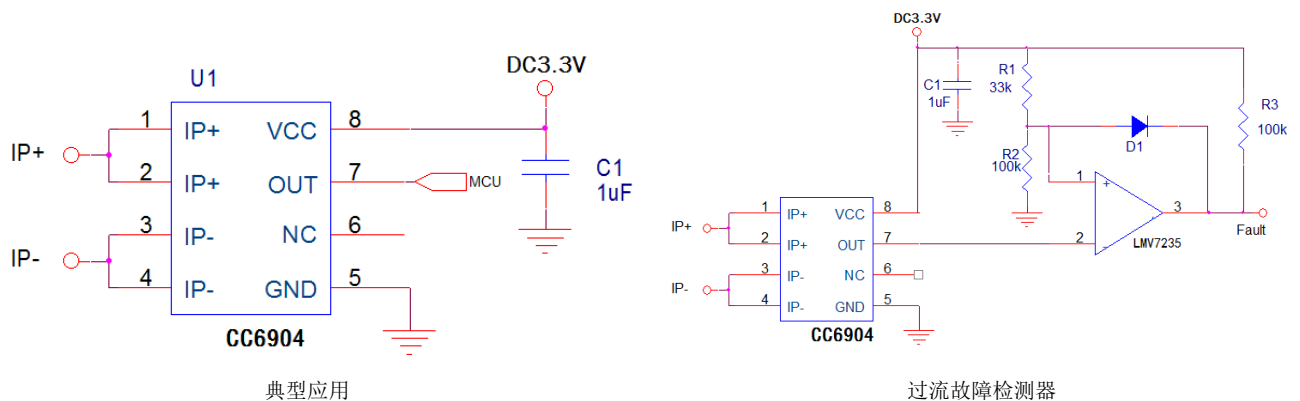 U1
DC3.3V
IP+
1 IP+ VCC 8
2 IP+ OUT 7 MCU
IP-
3 IP- NC 6
4 IP- GND 5
C1
1uF
CC6904
典型应用
DC3.3V
C1
1uF
R1
33k
R2
100k
D1
R3
100k
1 +
2 -
3
LMV7235
Fault
IP+
1 IP+ VCC 8
2 IP+ OUT 7
IP-
3 IP- NC 6
4 IP- GND 5
CC6904
过流故障检测器